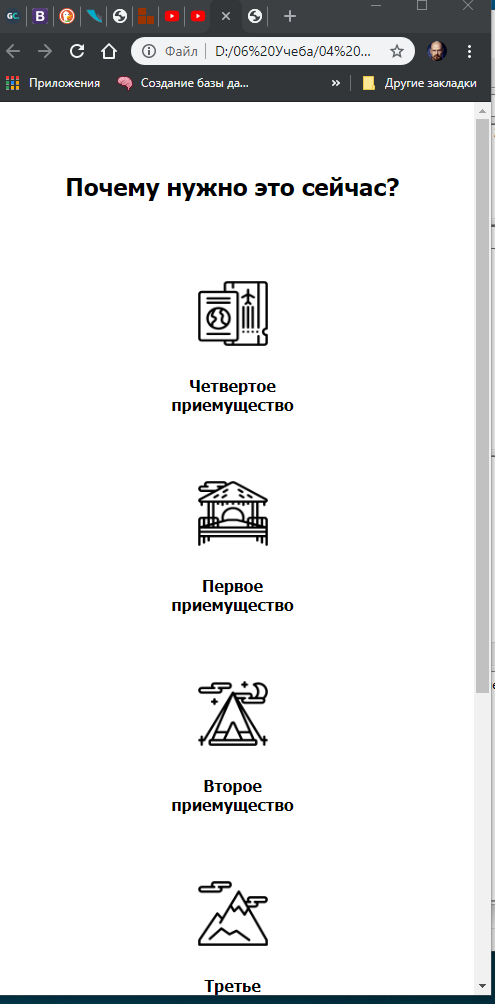 GC.
B
Файл
D:/06%20Учеба/04%20...
Приложения
Создание базы да...
»
Другие закладки
Почему нужно это сейчас?
Четвертое
приемущество
Первое
приемущество
Второе
приемущество
Третье